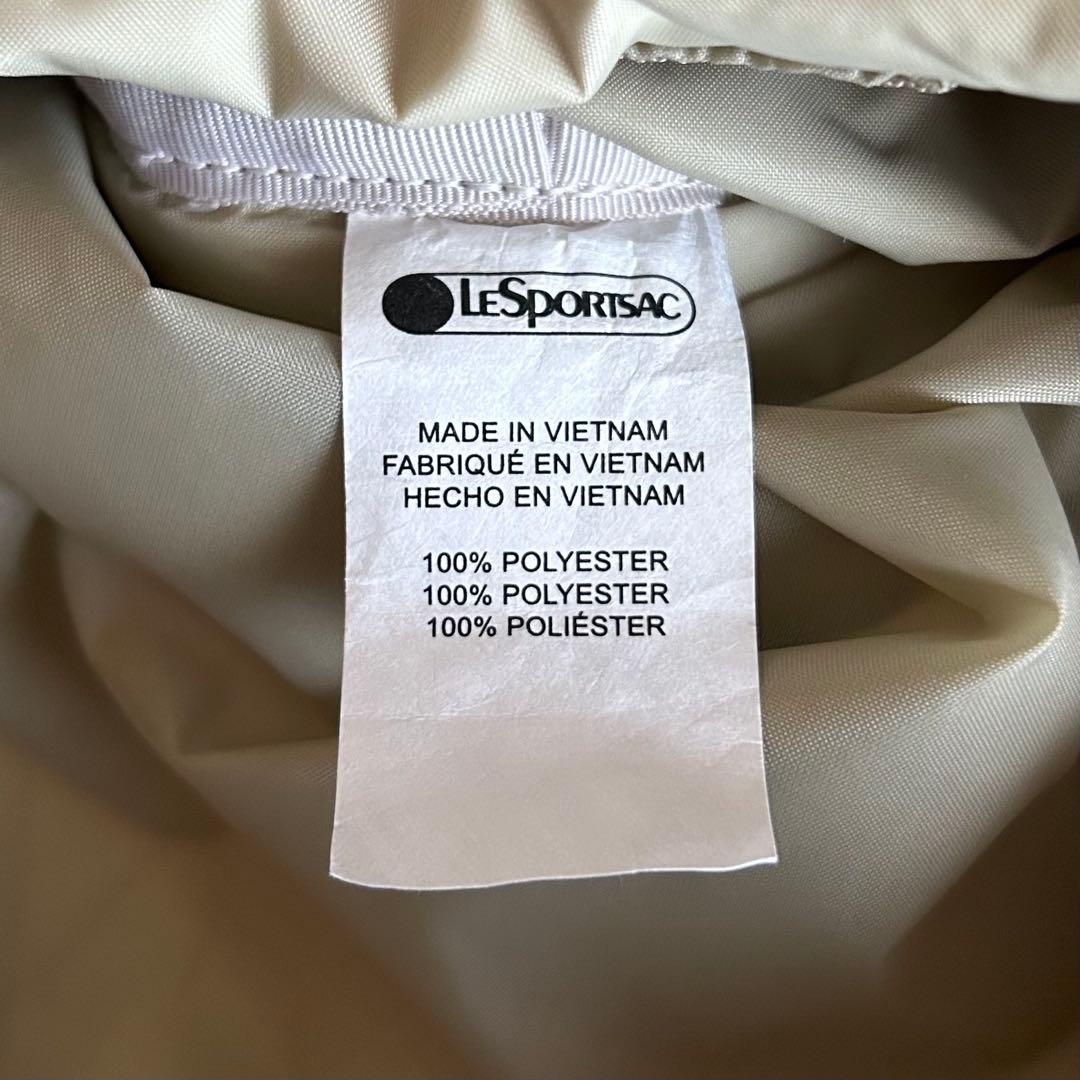 LESPORTSAC
MADE IN VIETNAM
FABRIQUÉ EN VIETNAM
HECHO EN VIETNAM
100% POLYESTER
100% POLYESTER
100% POLIÉSTER